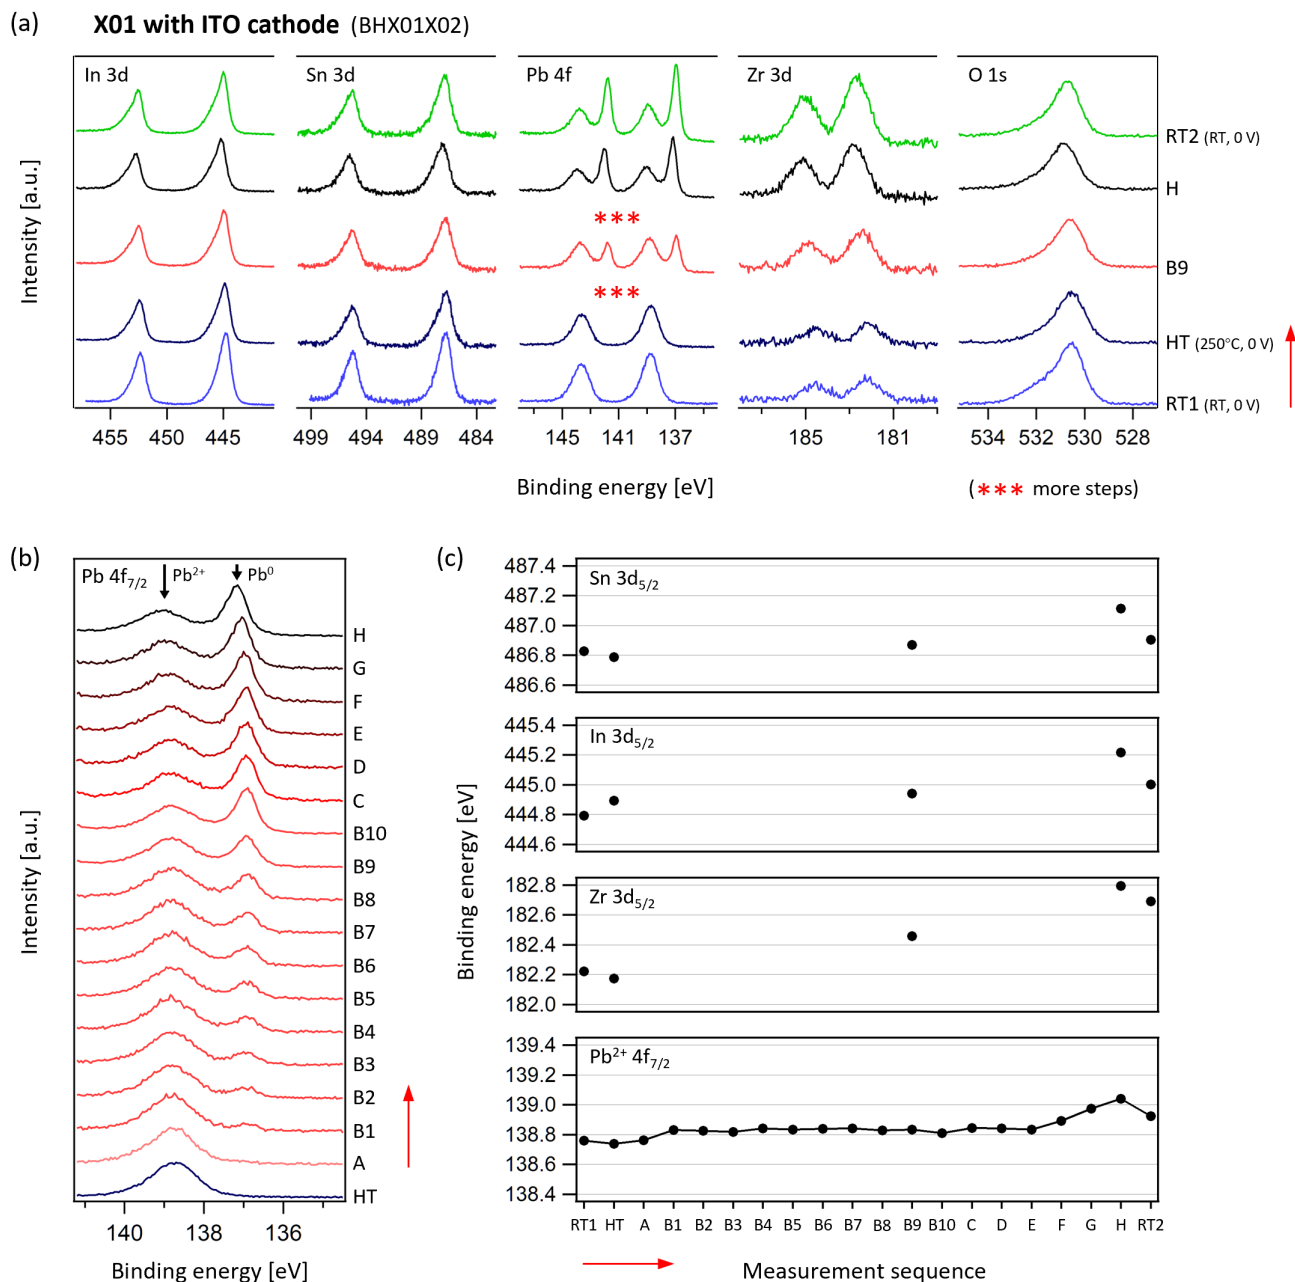 (a) X01 with ITO cathode (BHX01X02)
In 3d Sn 3d Pb 4f Zr 3d O 1s
RT2 (RT, 0 V)
H
***
B9
***
HT (250°C, 0 V)
RT1 (RT, 0 V)
Intensity [a.u.]
455 450 445 499 494 489 484 145 141 137 185 181 534 532 530 528
Binding energy [eV]
(*** more steps)
(b)
Pb 4f7/2 Pb2+ Pb0
H
G
F
E
D
C
B10
B9
B8
B7
B6
B5
B4
B3
B2
B1
A
HT
Intensity [a.u.]
140 138 136
Binding energy [eV]
(c)
Sn 3d5/2
487.4
487.2
487.0
486.8
486.6
In 3d5/2
445.4
445.2
445.0
444.8
444.6
Zr 3d5/2
182.8
182.6
182.4
182.2
182.0
Pb2+ 4f7/2
139.4
139.2
139.0
138.8
138.6
138.4
Binding energy [eV]
RT1 HT A B1 B2 B3 B4 B5 B6 B7 B8 B9 B10 C D E F G H RT2
Measurement sequence